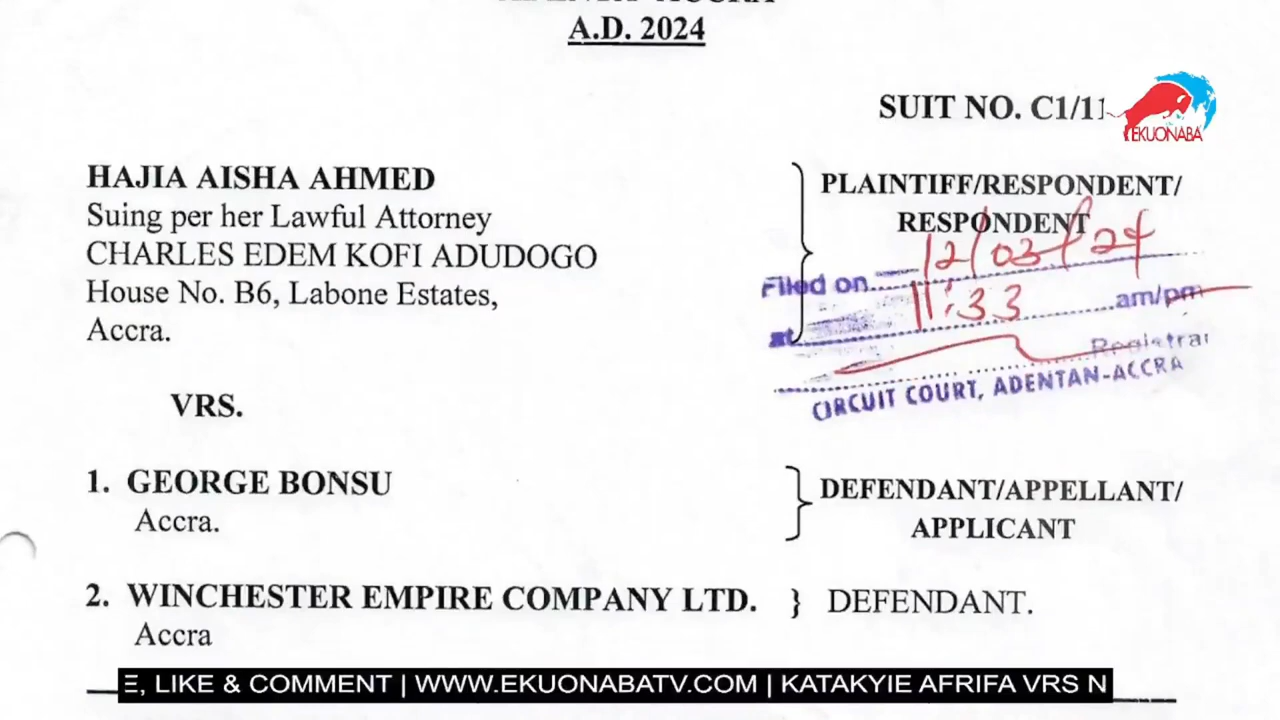 A.D. 2024
SUIT NO. C1/11
EKUONABA
HAJIA AISHA AHMED
Suing per her Lawful Attorney
CHARLES EDEM KOFI ADUDOGO
House No. B6, Labone Estates,
Accra.
PLAINTIFF/RESPONDENT/
RESPONDENT
Filed on 12/03/24
at 11:33 am/pm
Registrar
CIRCUIT COURT, ADENTAN-ACCRA
VRS.
1. GEORGE BONSU
Accra.
DEFENDANT/APPELLANT/
APPLICANT
2. WINCHESTER EMPIRE COMPANY LTD. } DEFENDANT.
Accra
E, LIKE & COMMENT | WWW.EKUONABATV.COM | KATAKYIE AFRIFA VRS N